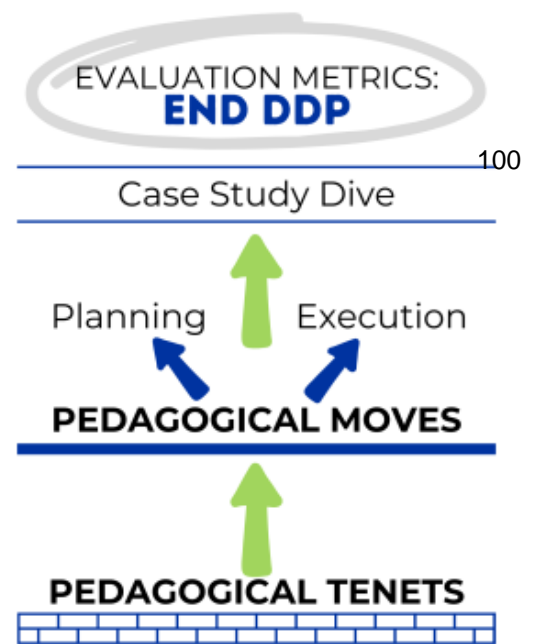 EVALUATION METRICS:
END DDP
100
Case Study Dive
Planning Execution
PEDAGOGICAL MOVES
PEDAGOGICAL TENETS